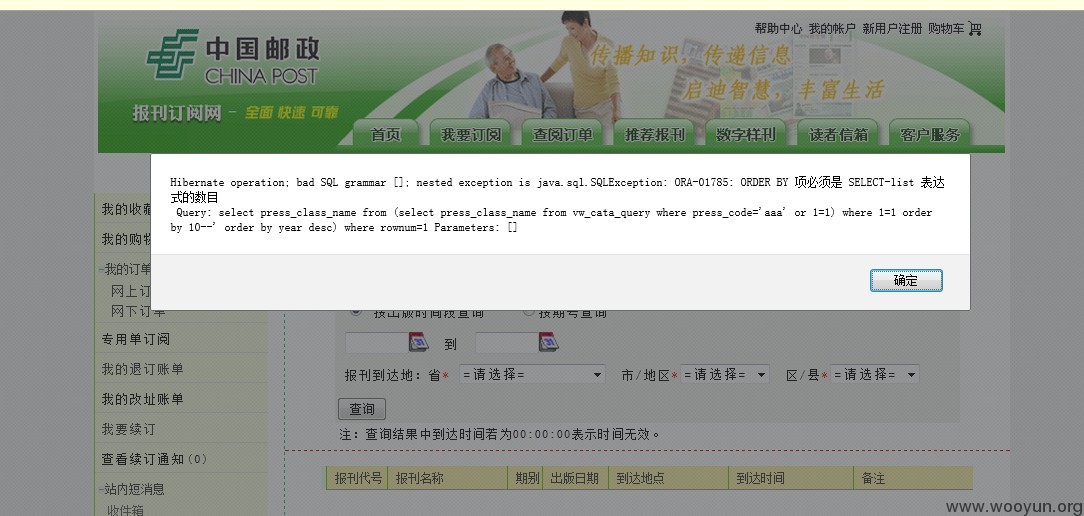 帮助中心 我的帐户 新用户注册 购物车
中国邮政
CHINA POST
传播知识，传递信息
启迪智慧，丰富生活
报刊订阅网 - 全面 快速 可靠
首页 我要订阅 查阅订单 推荐报刊 数字样刊 读者信箱 客户服务
Hibernate operation; bad SQL grammar []; nested exception is java.sql.SQLException: ORA-01785: ORDER BY 项必须是 SELECT-list 表达
式的数目
Query: select press_class_name from (select press_class_name from vw_cata_query where press_code='aaa' or 1=1) where 1=1 order
by 10--' order by year desc) where rownum=1 Parameters: []
确定
我的收藏
我的购物
我的订单
网上订
网下订单
专用单订阅
我的退订账单
我的改址账单
我要续订
查看续订通知(0)
站内短消息
收件箱
按出版时间段查询 按期号查询
到
报刊到达地：省* =请选择= 市/地区* =请选择= 区/县* =请选择=
查询
注：查询结果中到达时间若为00:00:00表示时间无效。
报刊代号 报刊名称 期别 出版日期 到达地点 到达时间 备注
www.wooyun.org